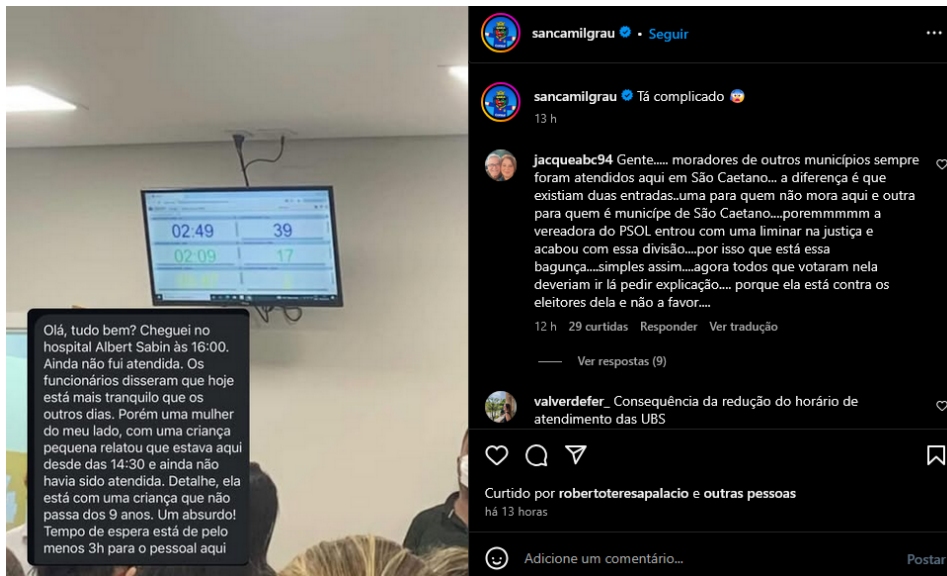 02:49 39
02:09 17
Olá, tudo bem? Cheguei no
hospital Albert Sabin às 16:00.
Ainda não fui atendida. Os
funcionários disseram que hoje
está mais tranquilo que os
outros dias. Porém uma mulher
do meu lado, com uma criança
pequena relatou que estava aqui
desde das 14:30 e ainda não
havia sido atendida. Detalhe, ela
está com uma criança que não
passa dos 9 anos. Um absurdo!
Tempo de espera está de pelo
menos 3h para o pessoal aqui
sancamilgrau • Seguir
sancamilgrau Tá complicado 😨
13 h
jacqueabc94 Gente..... moradores de outros municípios sempre
foram atendidos aqui em São Caetano... a diferença é que
existiam duas entradas..uma para quem não mora aqui e outra
para quem é munícipe de São Caetano....poremmmmm a
vereadora do PSOL entrou com uma liminar na justiça e
acabou com essa divisão....por isso que está essa
bagunça....simples assim....agora todos que votaram nela
deveriam ir lá pedir explicação.... porque ela está contra os
eleitores dela e não a favor....
12 h 29 curtidas Responder Ver tradução
Ver respostas (9)
valverdefer_ Consequência da redução do horário de
atendimento das UBS
Curtido por robertoteresapalacio e outras pessoas
há 13 horas
Adicione um comentário... Postar